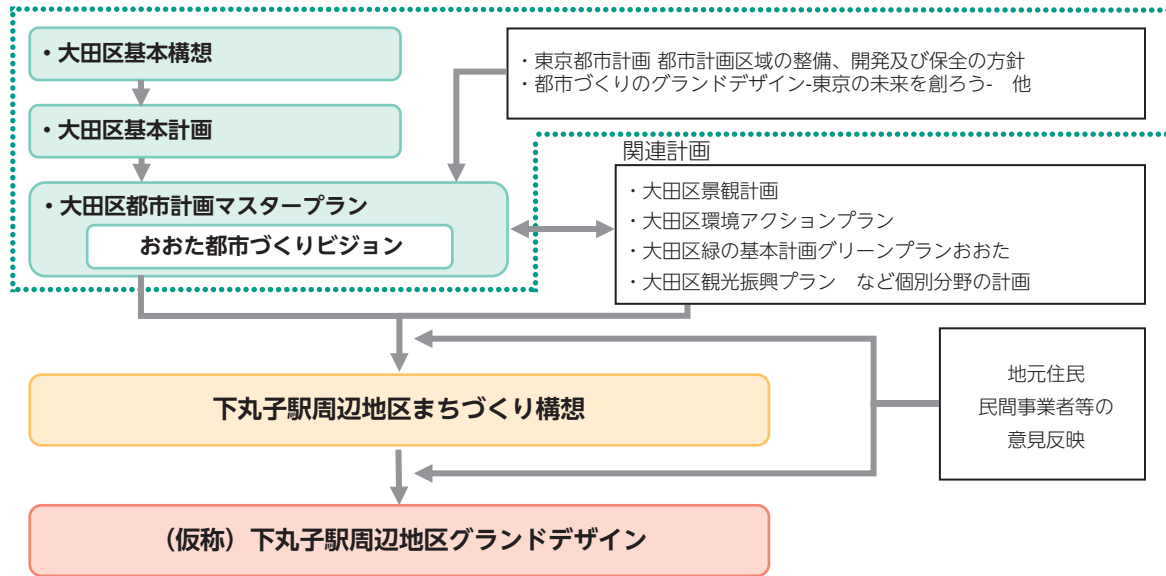 ・大田区基本構想
・東京都市計画 都市計画区域の整備、開発及び保全の方針
・都市づくりのグランドデザイン-東京の未来を創ろう-　他
・大田区基本計画
関連計画
・大田区都市計画マスタープラン
おおた都市づくりビジョン
・大田区景観計画
・大田区環境アクションプラン
・大田区緑の基本計画グリーンプランおおた
・大田区観光振興プラン　など個別分野の計画
地元住民
民間事業者等の
意見反映
下丸子駅周辺地区まちづくり構想
（仮称）下丸子駅周辺地区グランドデザイン